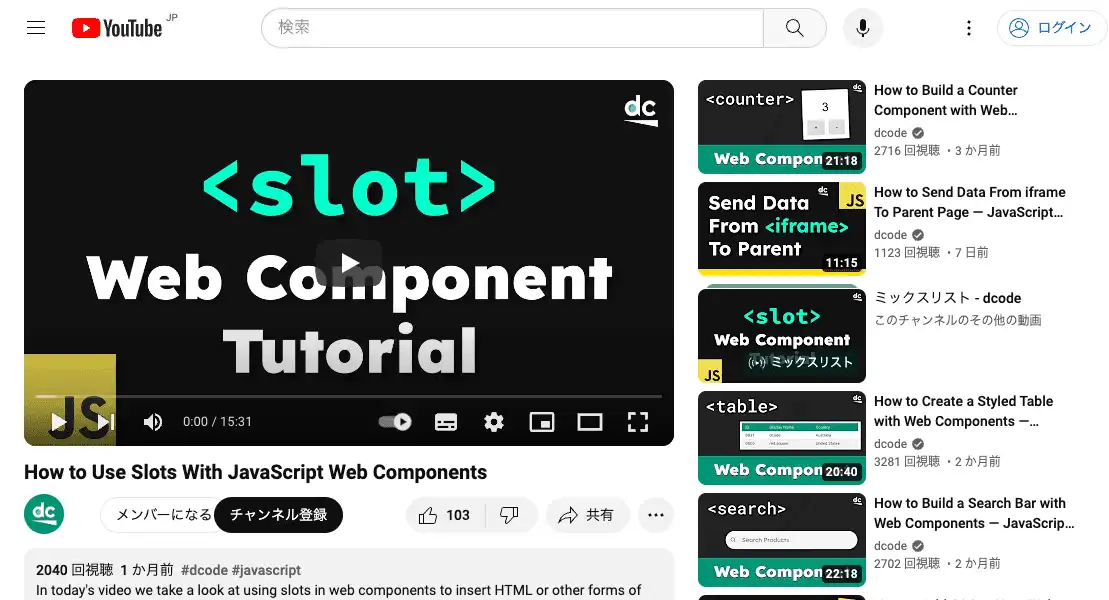 YouTube JP
検索
ログイン
dc
<slot>
Web Component
Tutorial
JS
0:00 / 15:31
How to Use Slots With JavaScript Web Components
dc
メンバーになる
チャンネル登録
103
共有
2040 回視聴 1 か月前 #dcode #javascript
In today's video we take a look at using slots in web components to insert HTML or other forms of
<counter>
dc
3
Web Compon
21:18
How to Build a Counter
Component with Web…
dcode
2716 回視聴 ・3 か月前
Send Data
From <iframe>
To Parent
dc
JS
11:15
How to Send Data From iframe
To Parent Page — JavaScript…
dcode
1123 回視聴 ・7 日前
dc
<slot>
Web Component
Tutorial
JS
ミックスリスト
ミックスリスト - dcode
このチャンネルのその他の動画
<table>
dc
Web Compon
20:40
How to Create a Styled Table
with Web Components —…
dcode
3281 回視聴 ・2 か月前
<search>
dc
Search Products
Web Compon
22:18
How to Build a Search Bar with
Web Components — JavaScrip…
dcode
2702 回視聴 ・2 か月前